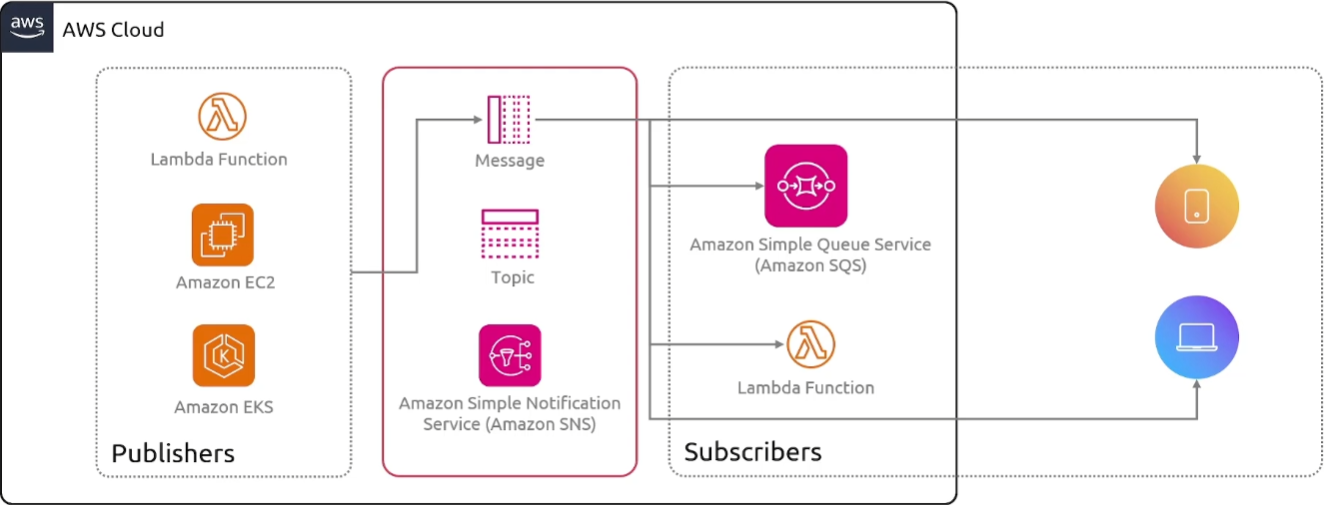 aws
AWS Cloud
Lambda Function
Amazon EC2
K
Amazon EKS
Publishers
Message
Topic
Amazon Simple Notification
Service (Amazon SNS)
Amazon Simple Queue Service
(Amazon SQS)
Lambda Function
Subscribers